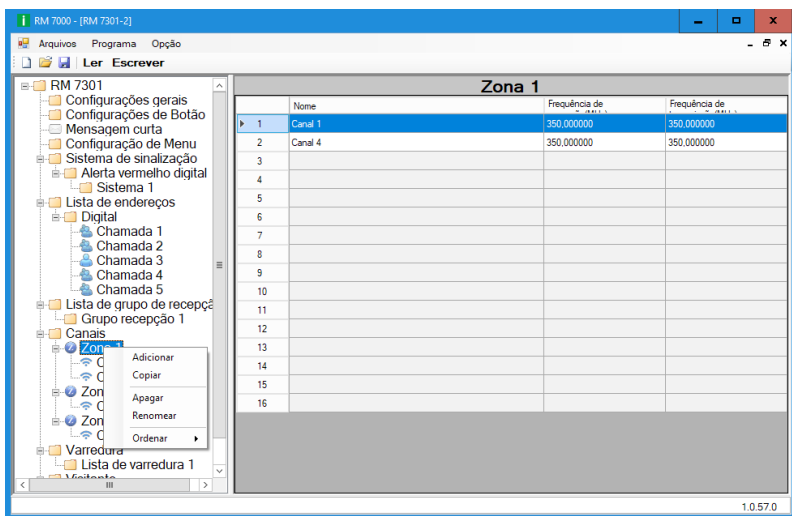 RM 7000 - [RM 7301-2]
Arquivos Programa Opção
Ler Escrever
RM 7301
Configurações gerais
Configurações de Botão
Mensagem curta
Configuração de Menu
Sistema de sinalização
Alerta vermelho digital
Sistema 1
Lista de endereços
Digital
Chamada 1
Chamada 2
Chamada 3
Chamada 4
Chamada 5
Lista de grupo de recepçã
Grupo recepção 1
Canais
Zona 1
C
C
Zon
C
Zon
C
Varredura
Lista de varredura 1
Visitante
Adicionar
Copiar
Apagar
Renomear
Ordenar
Zona 1
Nome Frequência de Frequência de
1 Canal 1 350,000000 350,000000
2 Canal 4 350,000000 350,000000
3
4
5
6
7
8
9
10
11
12
13
14
15
16
1.0.57.0